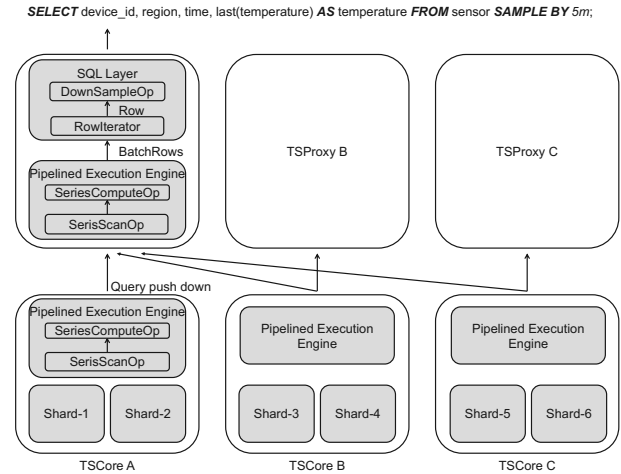 SELECT device_id, region, time, last(temperature) AS temperature FROM sensor SAMPLE BY 5m;
SQL Layer
DownSampleOp
Row
RowIterator
BatchRows
Pipelined Execution Engine
SeriesComputeOp
SerisScanOp
TSProxy B
TSProxy C
Query push down
Pipelined Execution Engine
SeriesComputeOp
SerisScanOp
Shard-1
Shard-2
TSCore A
Pipelined Execution
Engine
Shard-3
Shard-4
TSCore B
Pipelined Execution
Engine
Shard-5
Shard-6
TSCore C